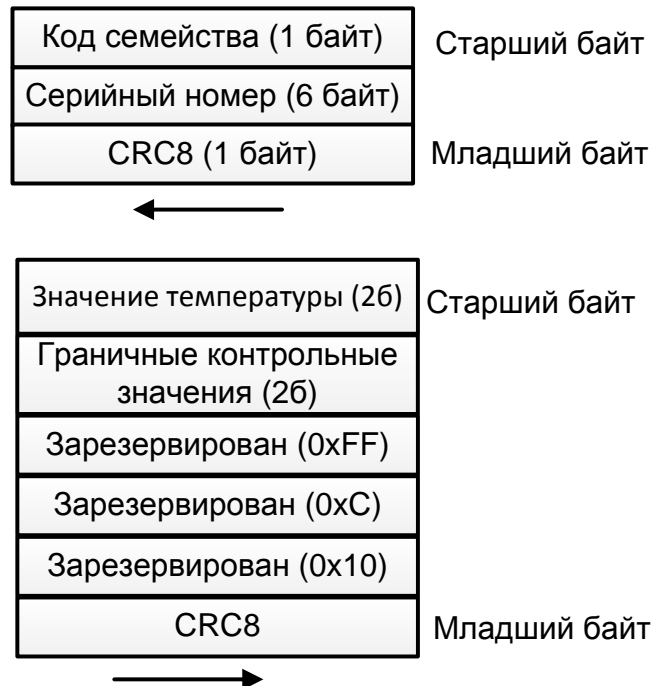 Код семейства (1 байт) Старший байт
Серийный номер (6 байт)
CRC8 (1 байт) Младший байт
Значение температуры (2б) Старший байт
Граничные контрольные
значения (2б)
Зарезервирован (0xFF)
Зарезервирован (0xC)
Зарезервирован (0x10)
CRC8 Младший байт